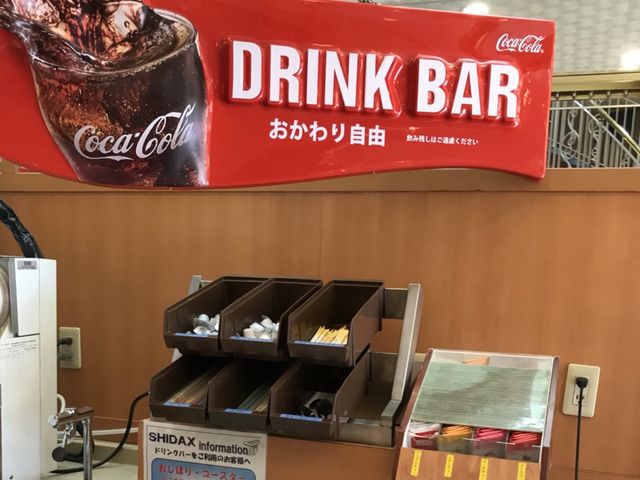 Coca-Cola
DRINK BAR
おかわり自由
飲み残しはご遠慮ください
Coca-Cola
SHIDAX information
ドリンクバーをご利用のお客様へ
おしぼり・コースター